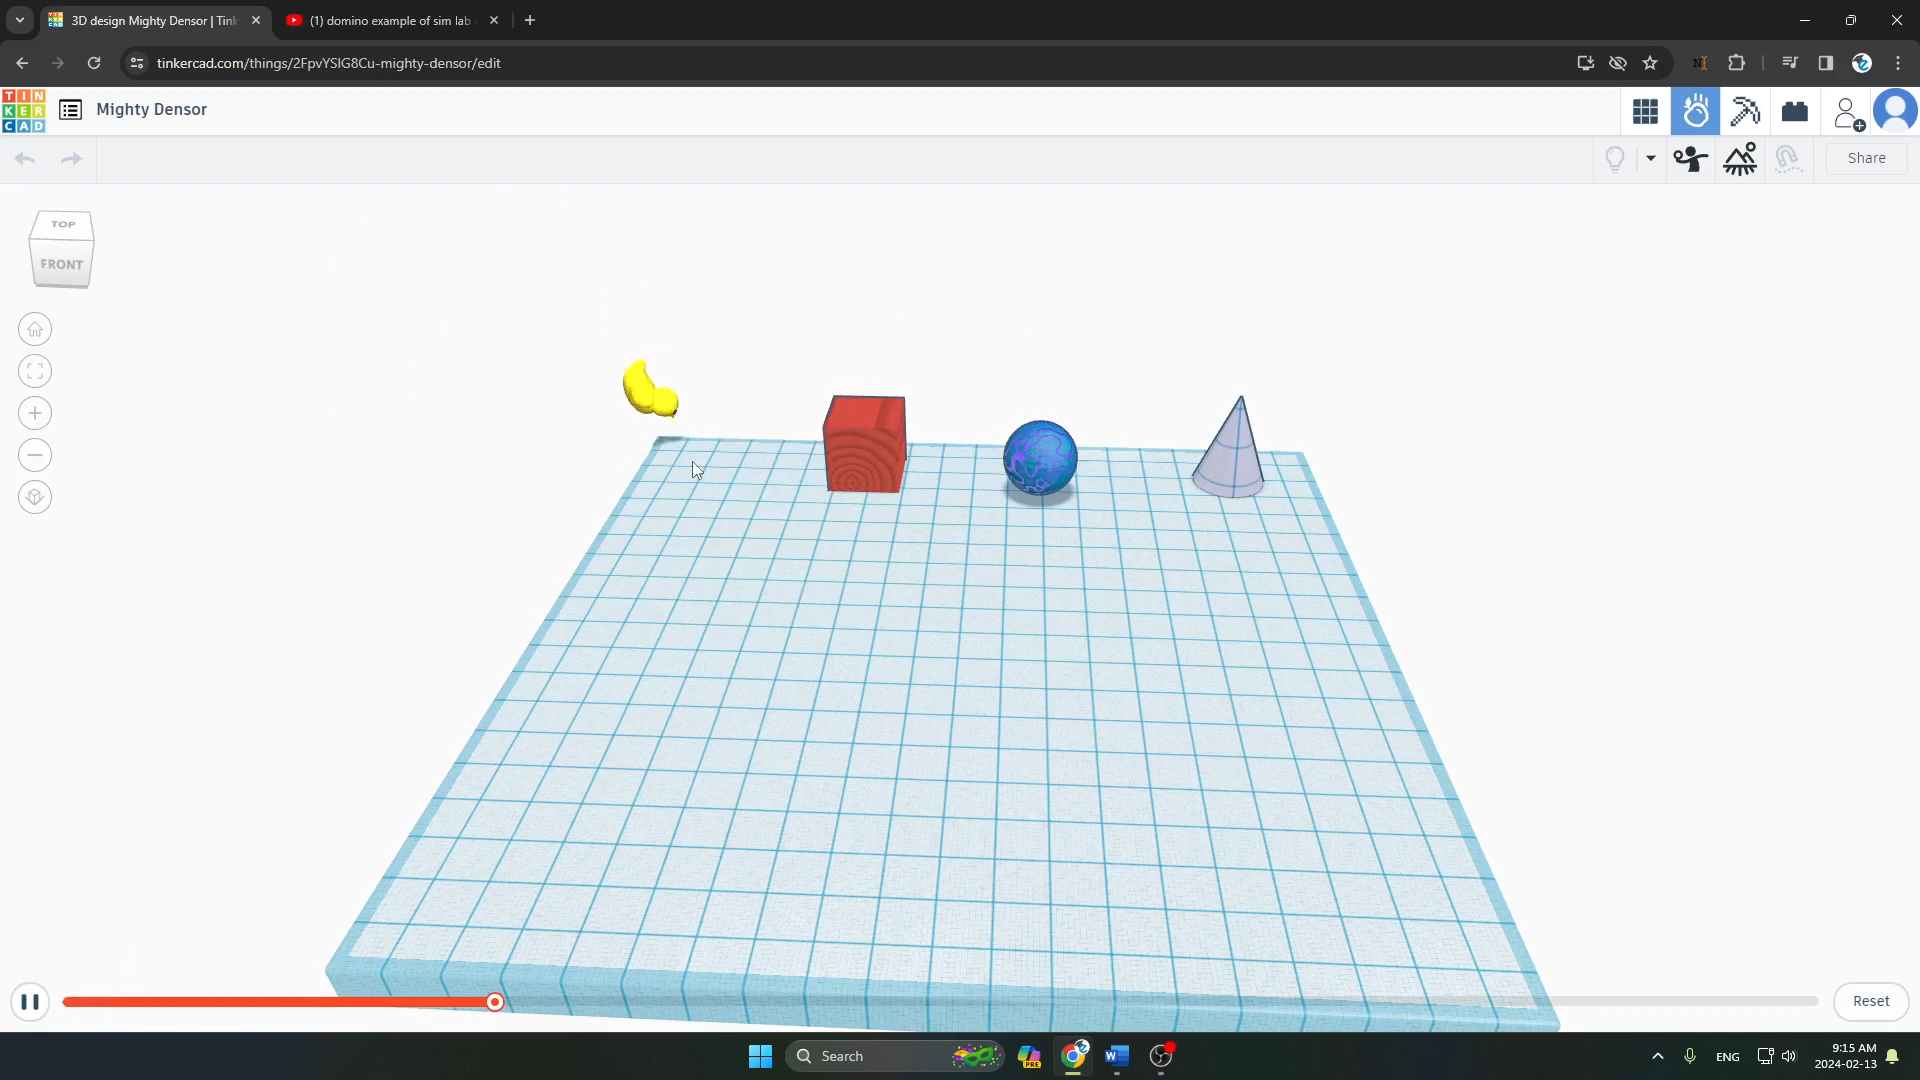 3D design Mighty Densor | Tink
(1) domino example of sim lab
tinkercad.com/things/2FpvYSIG8Cu-mighty-densor/edit
TIN
KER
CAD
Mighty Densor
Share
TOP
FRONT
Reset
Search
PRE
W
ENG
9:15 AM
2024-02-13